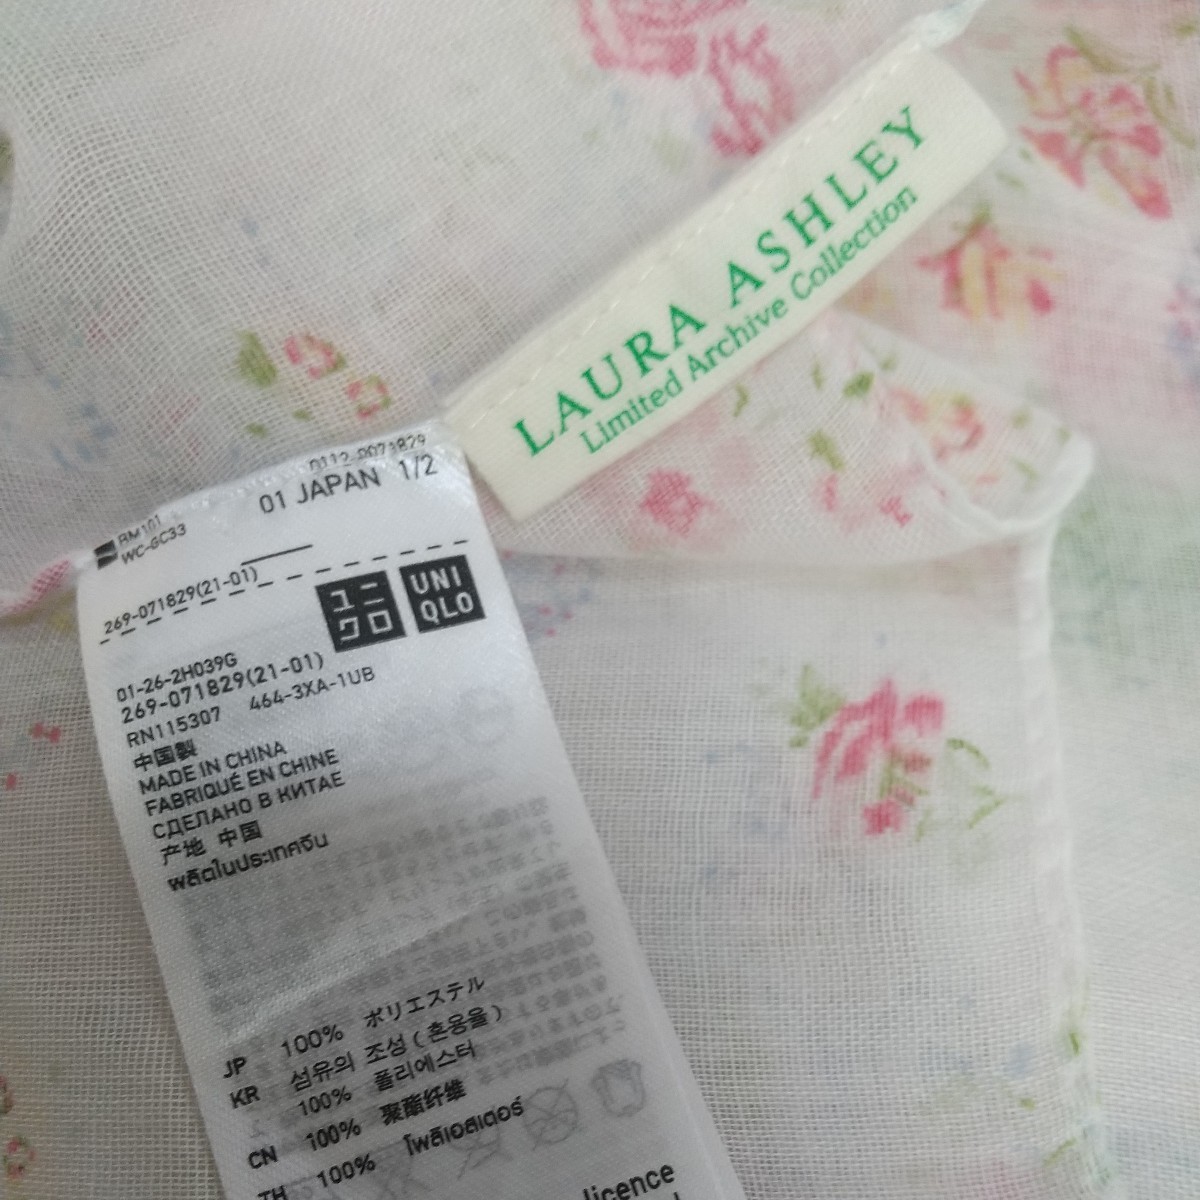 LAURA ASHLEY
Limited Archive Collection
0112-0071829
01 JAPAN 1/2
RM101
WC-GC33
269-071829(21-01)
ユニ
クロ
UNI
QLO
01-26-2H039G
269-071829(21-01)
RN115307 464-3XA-1UB
中国製
MADE IN CHINA
FABRIQUÉ EN CHINE
СДЕЛАНО В КИТАЕ
产地 中国
ผลิตในประเทศจีน
JP 100% ポリエステル
KR 섬유의 조성 ( 혼용율 )
100% 폴리에스터
CN 100% 聚酯纤维
TH 100% โพลีเอสเตอร์
licence